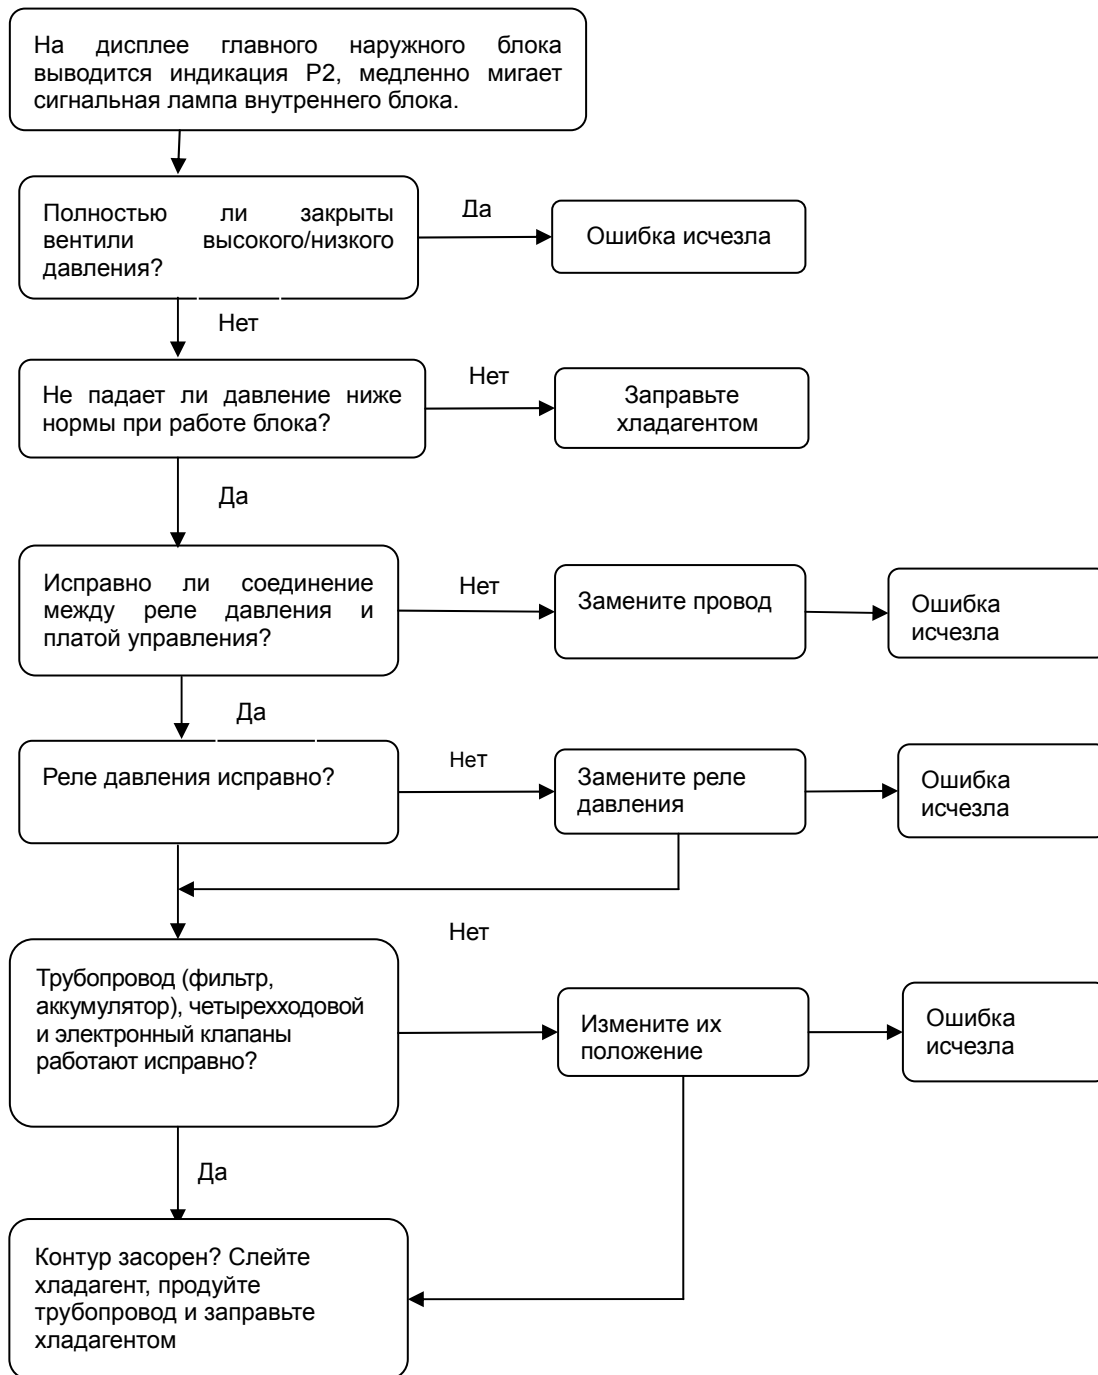 На дисплее главного наружного блока
выводится индикация P2, медленно мигает
сигнальная лампа внутреннего блока.
Полностью ли закрыты
вентили высокого/низкого
давления?
Да
Ошибка исчезла
Нет
Не падает ли давление ниже
нормы при работе блока?
Нет
Заправьте
хладагентом
Да
Исправно ли соединение
между реле давления и
платой управления?
Нет
Замените провод
Ошибка
исчезла
Да
Реле давления исправно?
Нет
Замените реле
давления
Ошибка
исчезла
Нет
Трубопровод (фильтр,
аккумулятор), четырехходовой
и электронный клапаны
работают исправно?
Измените их
положение
Ошибка
исчезла
Да
Контур засорен? Слейте
хладагент, продуйте
трубопровод и заправьте
хладагентом